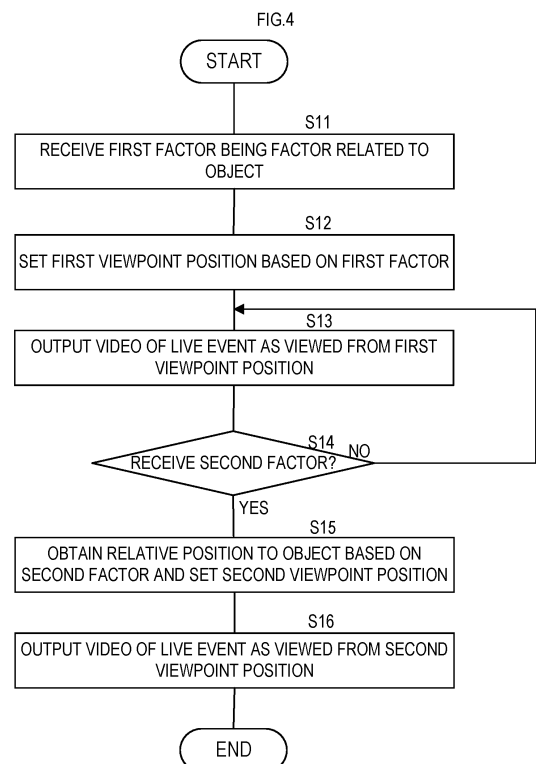 FIG.4
START
S11
RECEIVE FIRST FACTOR BEING FACTOR RELATED TO
OBJECT
S12
SET FIRST VIEWPOINT POSITION BASED ON FIRST FACTOR
S13
OUTPUT VIDEO OF LIVE EVENT AS VIEWED FROM FIRST
VIEWPOINT POSITION
S14
NO
RECEIVE SECOND FACTOR?
YES
S15
OBTAIN RELATIVE POSITION TO OBJECT BASED ON
SECOND FACTOR AND SET SECOND VIEWPOINT POSITION
S16
OUTPUT VIDEO OF LIVE EVENT AS VIEWED FROM SECOND
VIEWPOINT POSITION
END